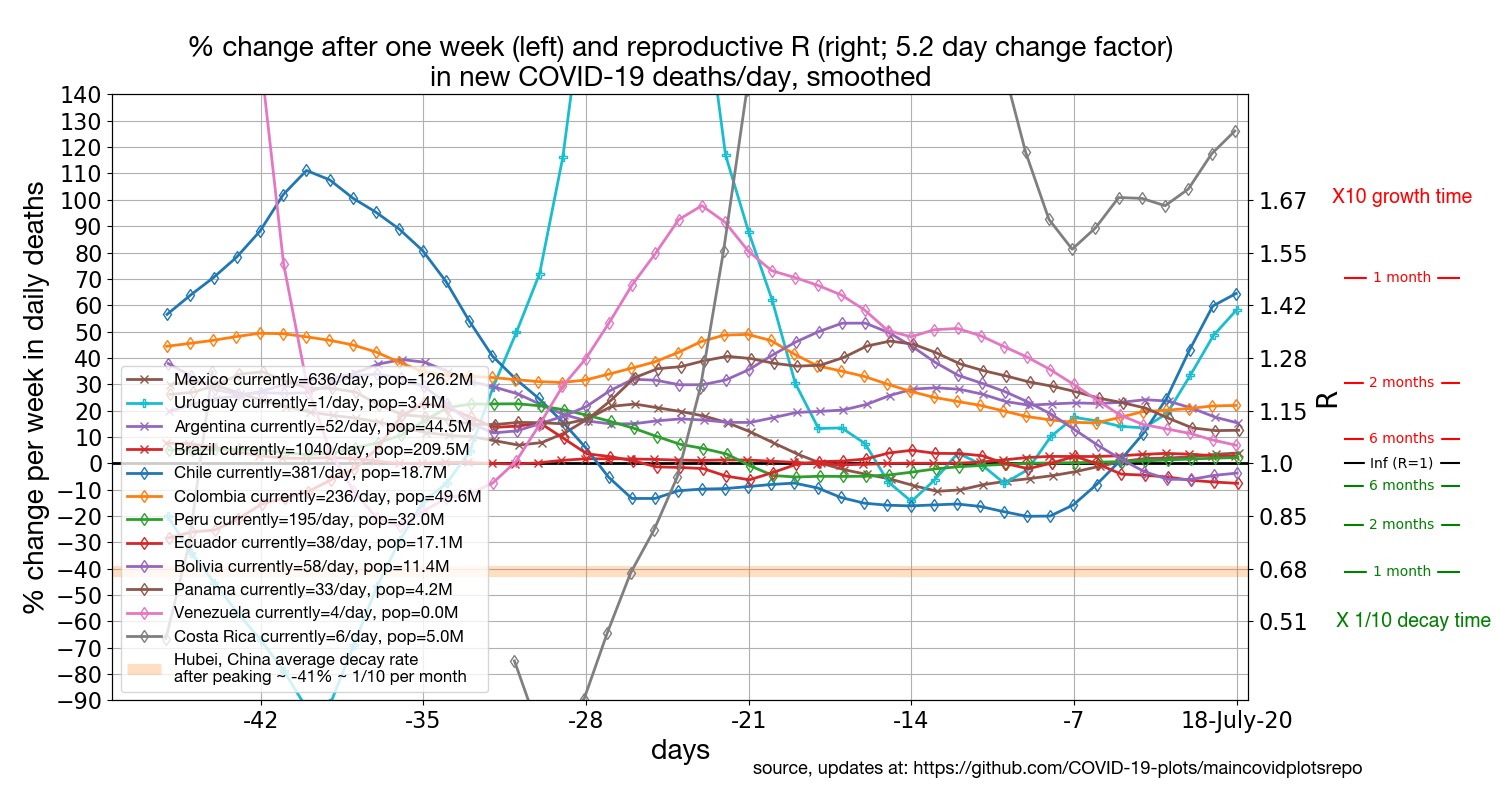 % change after one week (left) and reproductive R (right; 5.2 day change factor)
in new COVID-19 deaths/day, smoothed
% change per week in daily deaths
140
130
120
110
100
90
80
70
60
50
40
30
20
10
0
−10
−20
−30
−40
−50
−60
−70
−80
−90
Mexico currently=636/day, pop=126.2M
Uruguay currently=1/day, pop=3.4M
Argentina currently=52/day, pop=44.5M
Brazil currently=1040/day, pop=209.5M
Chile currently=381/day, pop=18.7M
Colombia currently=236/day, pop=49.6M
Peru currently=195/day, pop=32.0M
Ecuador currently=38/day, pop=17.1M
Bolivia currently=58/day, pop=11.4M
Panama currently=33/day, pop=4.2M
Venezuela currently=4/day, pop=0.0M
Costa Rica currently=6/day, pop=5.0M
Hubei, China average decay rate
after peaking ~ -41% ~ 1/10 per month
-42 -35 -28 -21 -14 -7 18-July-20
days
1.67
1.55
1.42
1.28
1.15
1.0
0.85
0.68
0.51
R
X10 growth time
1 month
2 months
6 months
Inf (R=1)
6 months
2 months
1 month
X 1/10 decay time
source, updates at: https://github.com/COVID-19-plots/maincovidplotsrepo